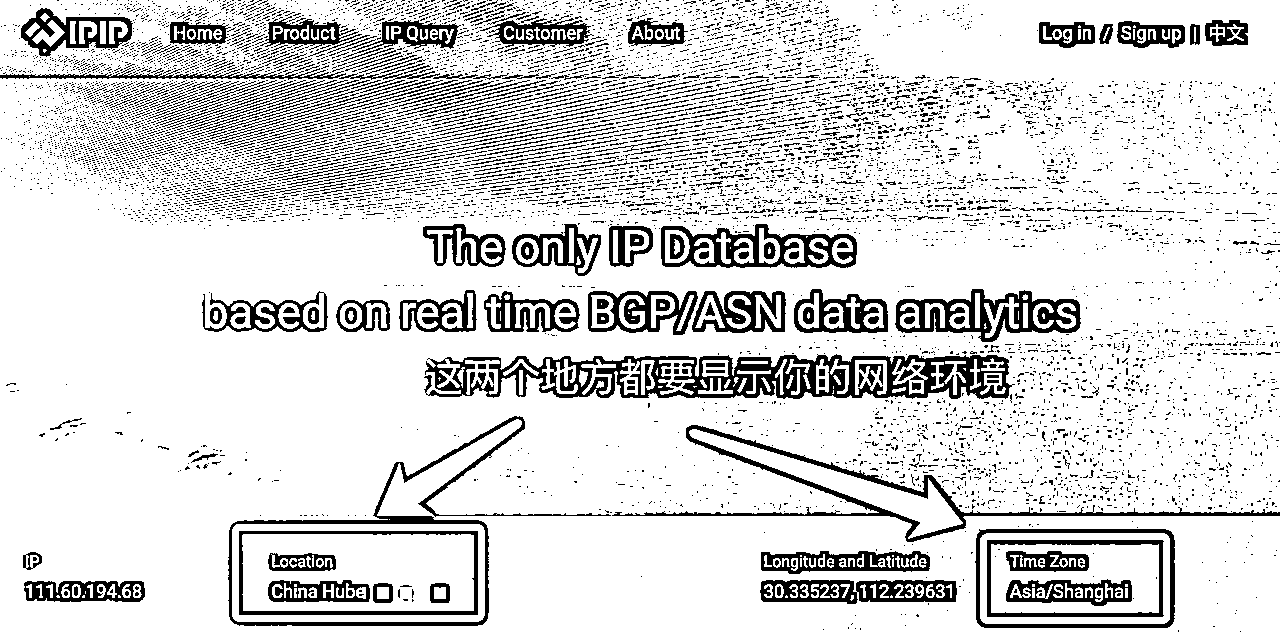 IPIP Home Product IP Query Customer About Log in / Sign up | 中文
The only IP Database
based on real time BGP/ASN data analytics
这两个地方都要显示你的网络环境
IP Location Longitude and Latitude Time Zone
111.60.194.68 China Hube 30.335237, 112.239631 Asia/Shanghai